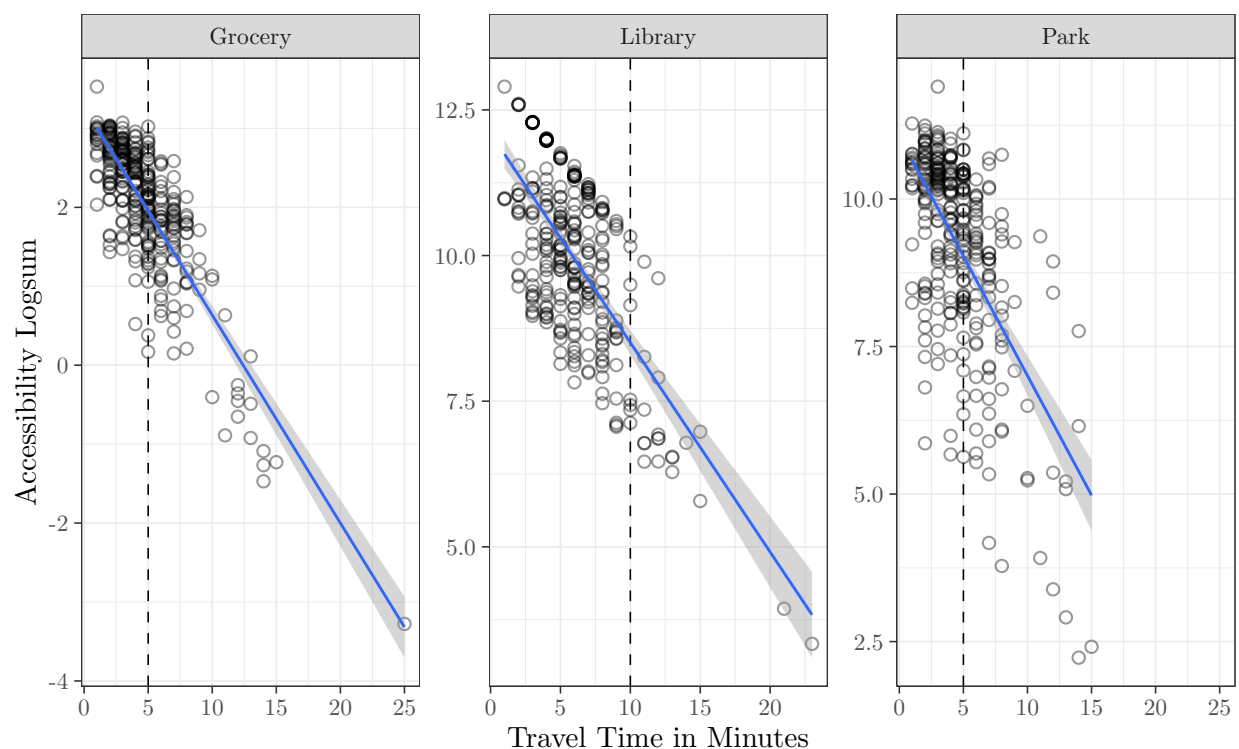 Grocery
Library
Park
Accessibility Logsum
2
0
-2
-4
12.5
10.0
7.5
5.0
10.0
7.5
5.0
2.5
0 5 10 15 20 25
0 5 10 15 20
0 5 10 15 20 25
Travel Time in Minutes